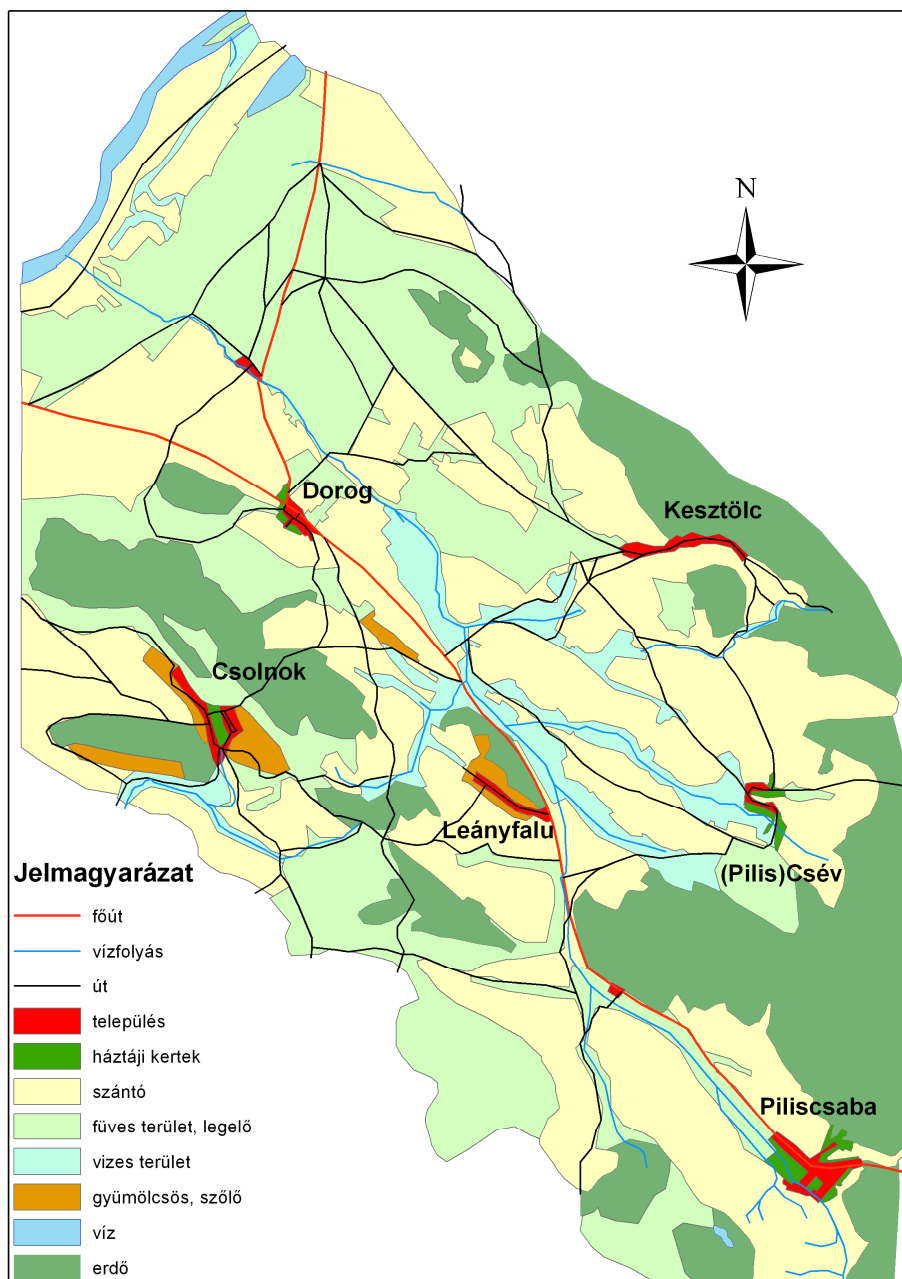 N
Dorog
Kesztölc
Csolnok
Leányfalu
(Pilis)Csév
Piliscsaba
Jelmagyarázat
főút
vízfolyás
út
település
háztáji kertek
szántó
füves terület, legelő
vizes terület
gyümölcsös, szőlő
víz
erdő